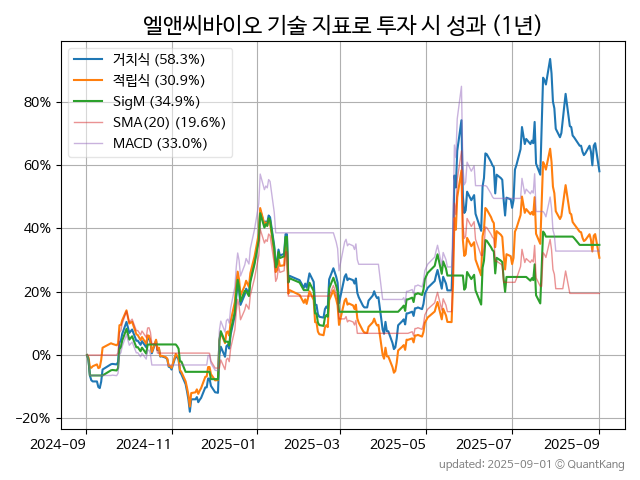 엘앤씨바이오 기술 지표로 투자 시 성과 (1년)
거치식 (58.3%)
적립식 (30.9%)
SigM (34.9%)
SMA(20) (19.6%)
MACD (33.0%)
80%
60%
40%
20%
0%
−20%
2024-09 2024-11 2025-01 2025-03 2025-05 2025-07 2025-09
updated: 2025-09-01 © QuantKang